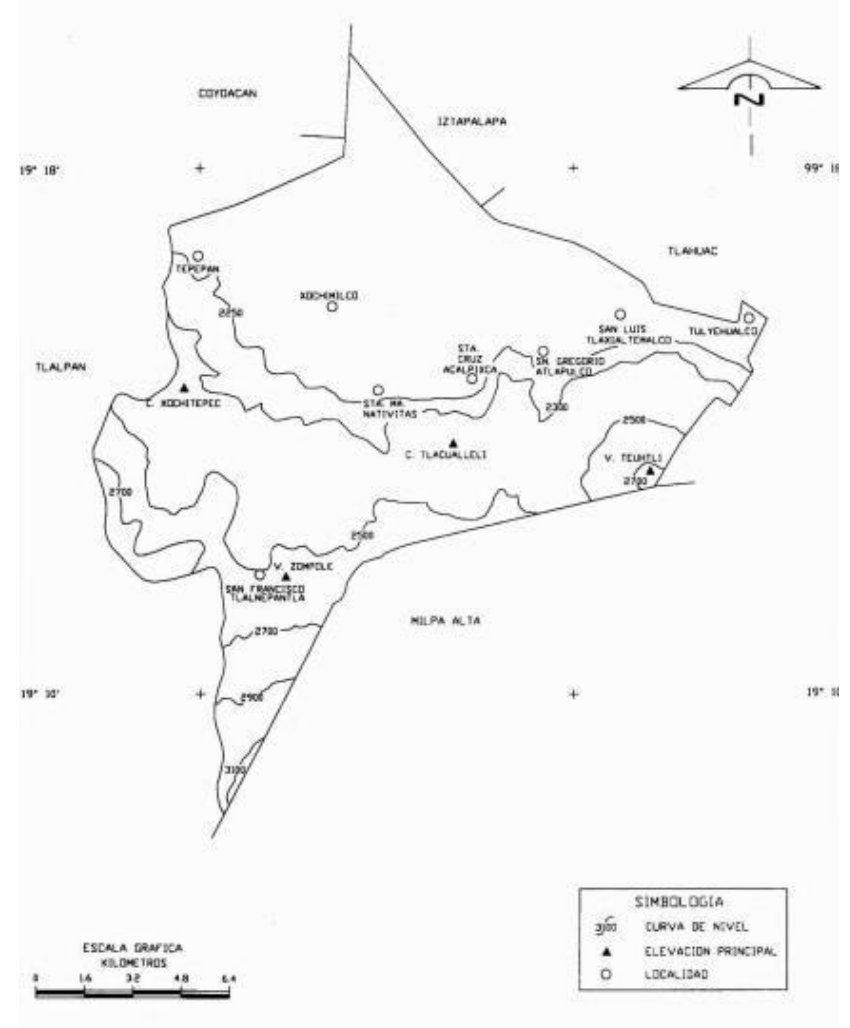 COYOACAN
IZTAPALAPA
N
19° 18'
99° 18
TLAHUAC
TEPEPAN
XOCHIMILCO
2250
SAN LUIS
TLAXIALTEMALCO
TULYEHUALCO
STA.
CRUZ
ACALPIXCA
SN. GREGORIO
ATLAPULCO
TLALPAN
C. XOCHITEPEC
STA. MA.
NATIVITAS
2300
2500
C. TLACUALLELI
V. TEUHTLI
2700
2700
2500
V. ZOMPOLE
SAN FRANCISCO
TLALNEPANTLA
MILPA ALTA
2700
19° 10'
2900
19° 10
3100
SIMBOLOGIA
3100 CURVA DE NIVEL
ELEVACION PRINCIPAL
LOCALIDAD
ESCALA GRAFICA
KILOMETROS
0 1.6 3.2 4.8 6.4